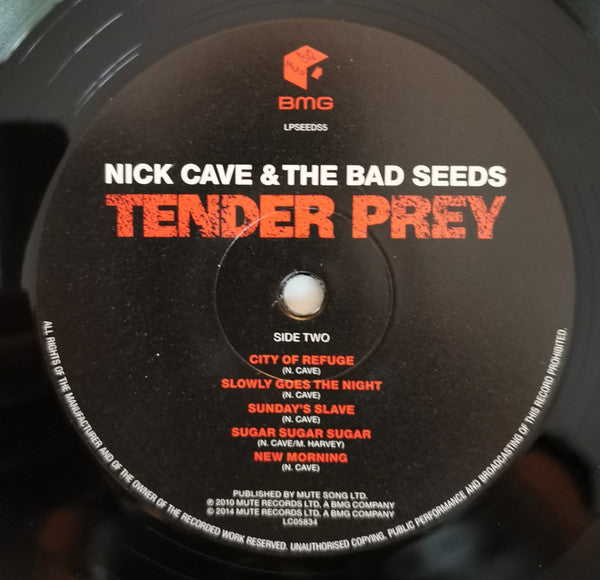 BMG
LPSEEDS5
NICK CAVE & THE BAD SEEDS
TENDER PREY
SIDE TWO
CITY OF REFUGE
(N. CAVE)
SLOWLY GOES THE NIGHT
(N. CAVE)
SUNDAY'S SLAVE
(N. CAVE)
SUGAR SUGAR SUGAR
(N. CAVE/M. HARVEY)
NEW MORNING
(N. CAVE)
PUBLISHED BY MUTE SONG LTD.
℗ 2010 MUTE RECORDS LTD. A BMG COMPANY
© 2014 MUTE RECORDS LTD. A BMG COMPANY
LC05834
ALL RIGHTS OF THE MANUFACTURER AND OF THE OWNER OF THE RECORDED WORK RESERVED. UNAUTHORISED COPYING, PUBLIC PERFORMANCE AND BROADCASTING OF THIS RECORD PROHIBITED.